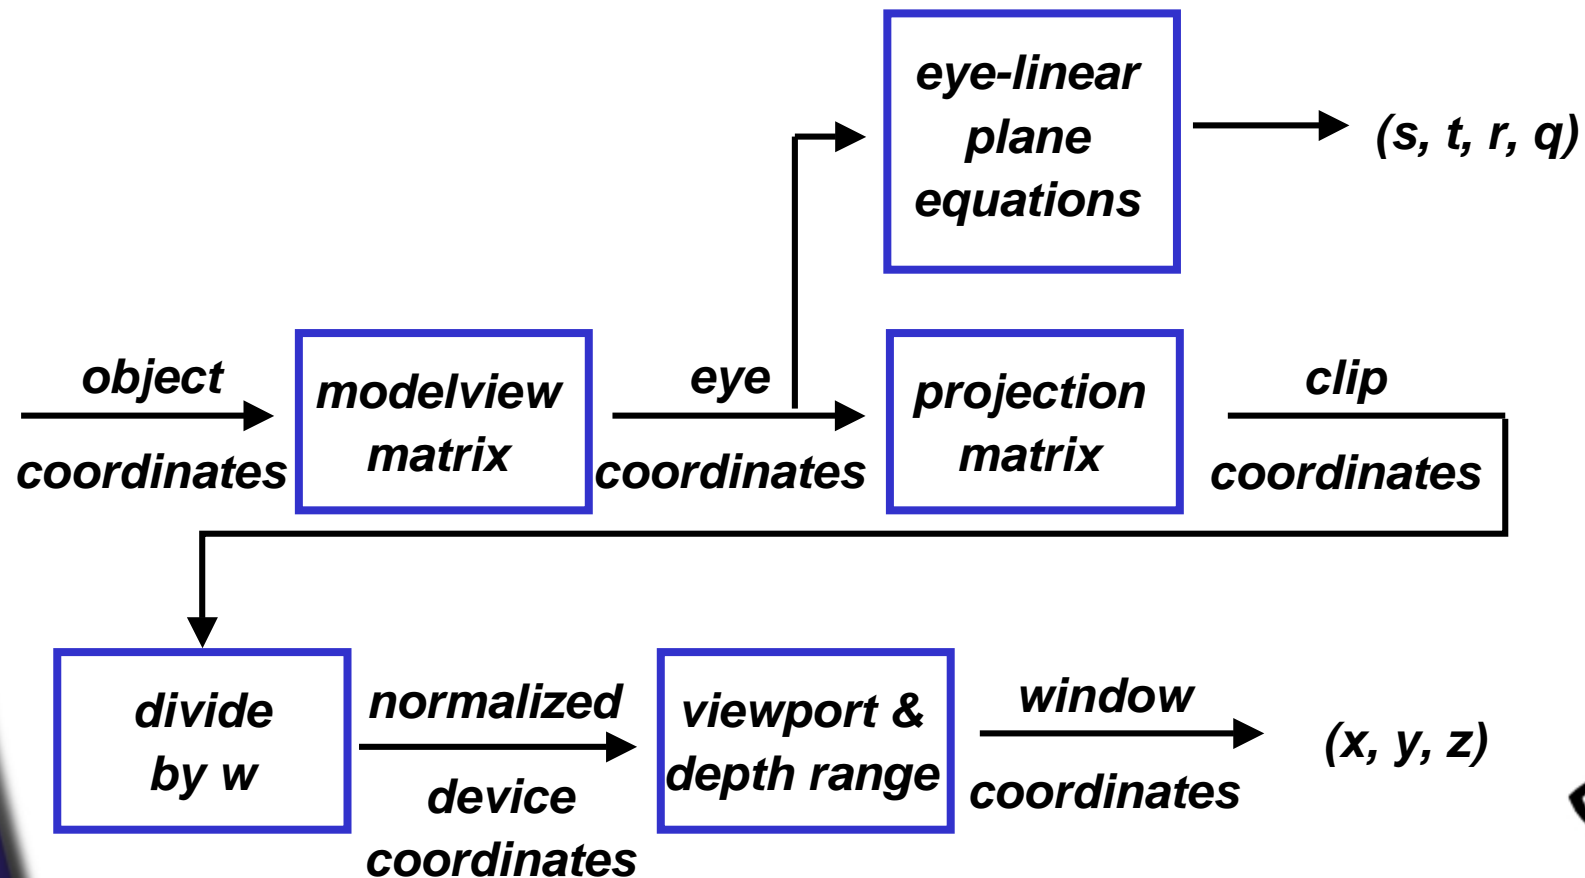 eye-linear
plane
equations
(s, t, r, q)
object
coordinates
modelview
matrix
eye
coordinates
projection
matrix
clip
coordinates
divide
by w
normalized
device
coordinates
viewport &
depth range
window
coordinates
(x, y, z)